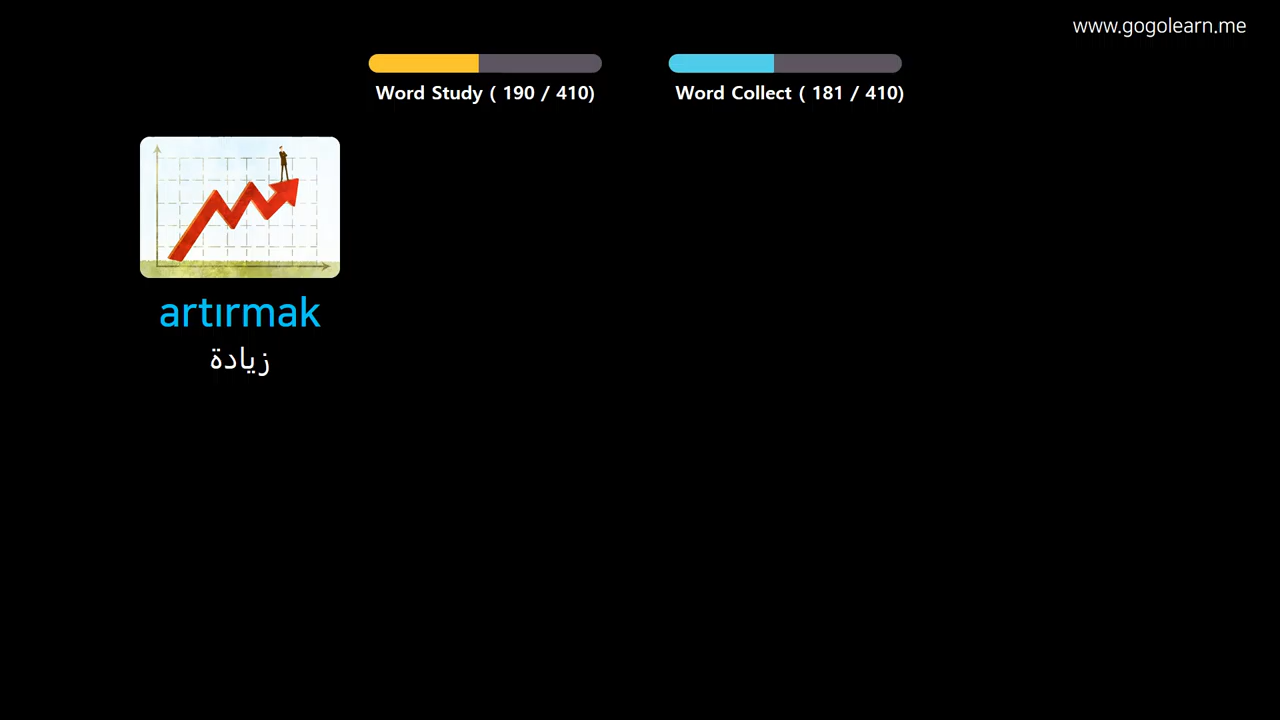 www.gogolearn.me
Word Study ( 190 / 410)
Word Collect ( 181 / 410)
artırmak
زيادة